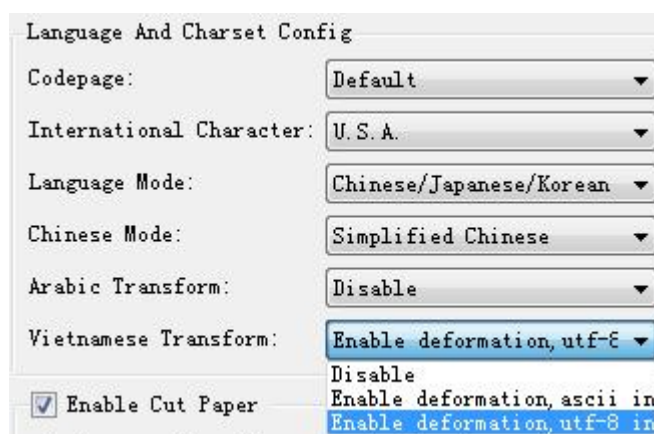 Language And Charset Config
Codepage: Default
International Character: U.S.A.
Language Mode: Chinese/Japanese/Korean
Chinese Mode: Simplified Chinese
Arabic Transform: Disable
Vietnamese Transform: Enable deformation,utf-8
Disable
Enable Cut Paper Enable deformation,ascii in
Enable deformation,utf-8 in